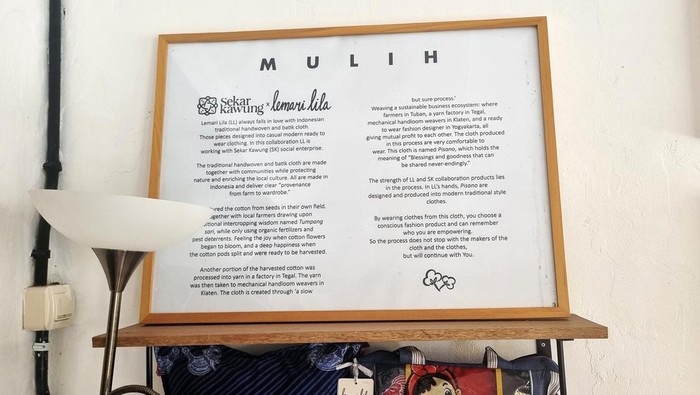 MULIH
Sekar
kawung
x lemari lila
Lemari Lila (LL) always falls in love with Indonesian
traditional handwoven and batik cloth.
Those pieces designed into casual modern ready to
wear clothing. In this collaboration LL is
working with Sekar Kawung (SK) social enterprise.
The traditional handwoven and batik cloth are made
together with communities while protecting
nature and enriching the local culture. All are made in
Indonesia and deliver clear "provenance
from farm to wardrobe."
the cotton from seeds in their own field.
together with local farmers drawing upon
intercropping wisdom named Tumpang
, while only using organic fertilizers and
pest deterrents. Feeling the joy when cotton flowers
began to bloom, and a deep happiness when
the cotton pods split and were ready to be harvested.
Another portion of the harvested cotton was
processed into yarn in a factory in Tegal. The yarn
was then taken to mechanical handloom weavers in
Klaten. The cloth is created through 'a slow
but sure process.'
Weaving a sustainable business ecosystem: where
farmers in Tuban, a yarn factory in Tegal,
mechanical handloom weavers in Klaten, and a ready
to wear fashion designer in Yogyakarta, all
giving mutual profit to each other. The cloth produced
in this process are very comfortable to
wear. This cloth is named Pisano, which holds the
meaning of "Blessings and goodness that can
be shared never-endingly."
The strength of LL and SK collaboration products lies
in the process. In LL's hands, Pisano are
designed and produced into modern traditional style
clothes.
By wearing clothes from this cloth, you choose a
conscious fashion product and can remember
who you are empowering.
So the process does not stop with the makers of the
cloth and the clothes,
but will continue with You.